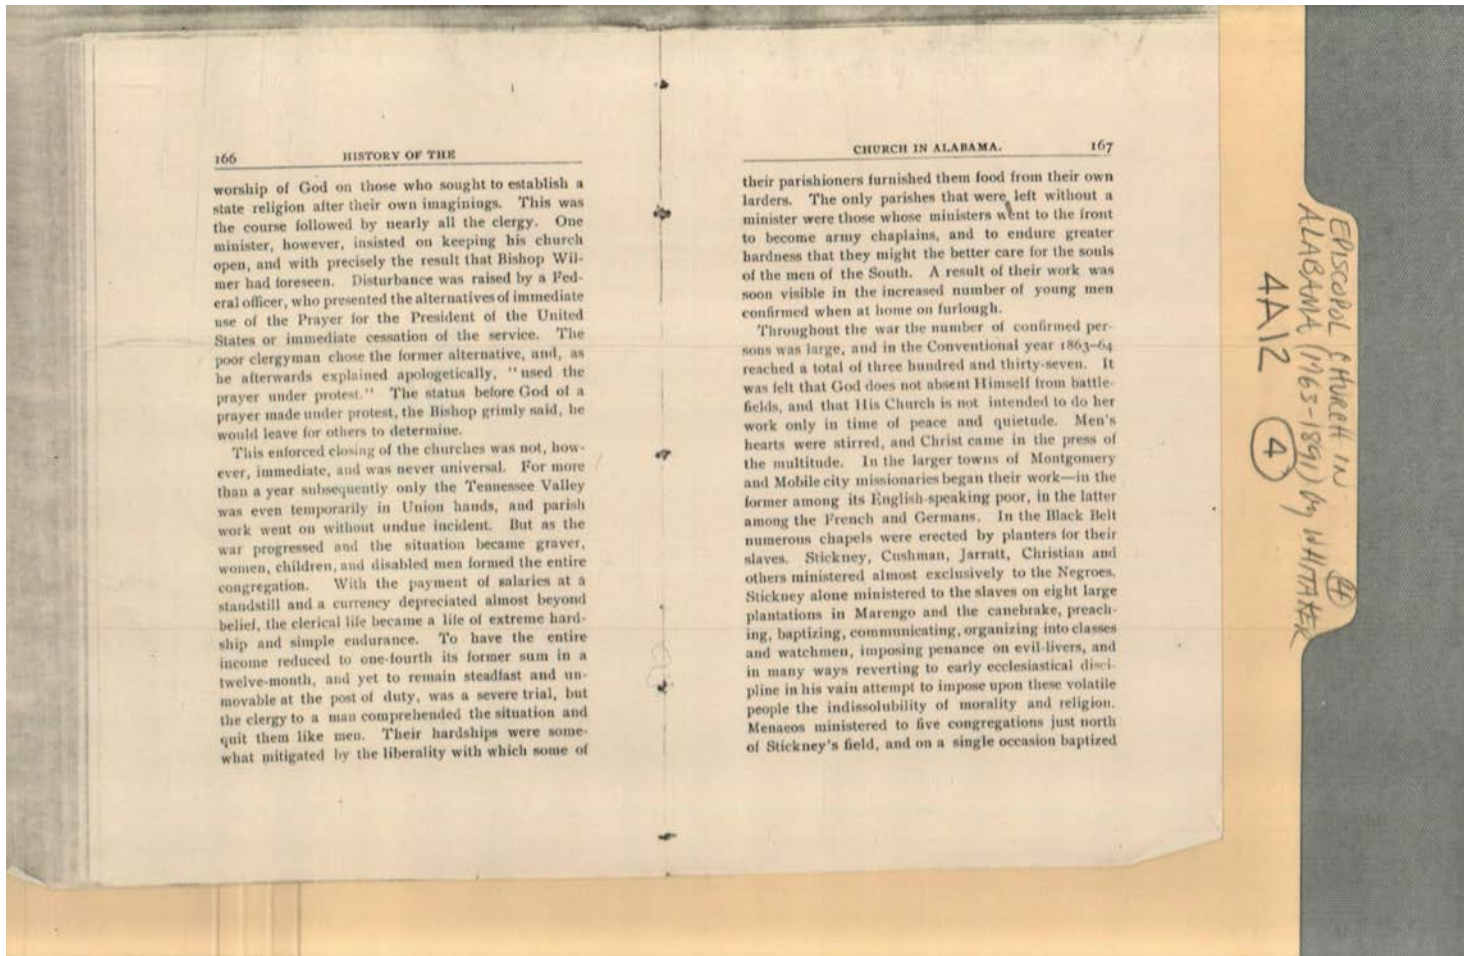 166 HISTORY OF THE
worship of God on those who sought to establish a
state religion after their own imaginings. This was
the course followed by nearly all the clergy. One
minister, however, insisted on keeping his church
open, and with precisely the result that Bishop Wil-
mer had foreseen. Disturbance was raised by a Fed-
eral officer, who presented the alternatives of immediate
use of the Prayer for the President of the United
States or immediate cessation of the service. The
poor clergyman chose the former alternative, and, as
he afterwards explained apologetically, "used the
prayer under protest." The status before God of a
prayer made under protest, the Bishop grimly said, he
would leave for others to determine.
This enforced closing of the churches was not, how-
ever, immediate, and was never universal. For more
than a year subsequently only the Tennessee Valley
was even temporarily in Union hands, and parish
work went on without undue incident. But as the
war progressed and the situation became graver,
women, children, and disabled men formed the entire
congregation. With the payment of salaries at a
standstill and a currency depreciated almost beyond
belief, the clerical life became a life of extreme hard-
ship and simple endurance. To have the entire
income reduced to one-fourth its former sum in a
twelve-month, and yet to remain steadfast and un-
movable at the post of duty, was a severe trial, but
the clergy to a man comprehended the situation and
quit them like men. Their hardships were some-
what mitigated by the liberality with which some of
CHURCH IN ALABAMA. 167
their parishioners furnished them food from their own
larders. The only parishes that were left without a
minister were those whose ministers went to the front
to become army chaplains, and to endure greater
hardness that they might the better care for the souls
of the men of the South. A result of their work was
soon visible in the increased number of young men
confirmed when at home on furlough.
Throughout the war the number of confirmed per-
sons was large, and in the Conventional year 1863-64
reached a total of three hundred and thirty-seven. It
was felt that God does not absent Himself from battle-
fields, and that His Church is not intended to do her
work only in time of peace and quietude. Men's
hearts were stirred, and Christ came in the press of
the multitude. In the larger towns of Montgomery
and Mobile city missionaries began their work—in the
former among its English-speaking poor, in the latter
among the French and Germans. In the Black Belt
numerous chapels were erected by planters for their
slaves. Stickney, Cushman, Jarratt, Christian and
others ministered almost exclusively to the Negroes.
Stickney alone ministered to the slaves on eight large
plantations in Marengo and the canebrake, preach-
ing, baptizing, communicating, organizing into classes
and watchmen, imposing penance on evil-livers, and
in many ways reverting to early ecclesiastical disci-
pline in his vain attempt to impose upon these volatile
people the indissolubility of morality and religion.
Menaeos ministered to five congregations just north
of Stickney's field, and on a single occasion baptized
EPISCOPOL CHURCH IN 14
ALABAMA (1763-1891) by WHITAKER
4A12 4